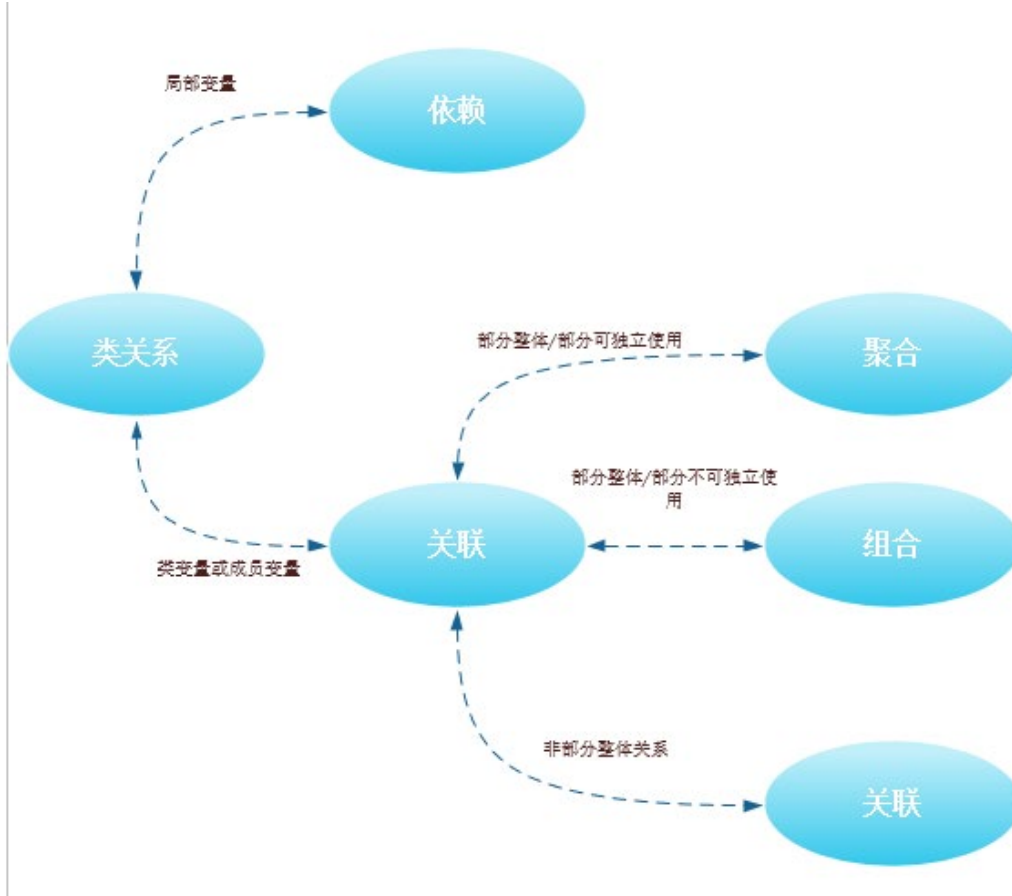 局部变量
依赖
类关系
部分整体/部分可独立使用
聚合
部分整体/部分不可独立使
用
关联
组合
类变量或成员变量
非部分整体关系
关联